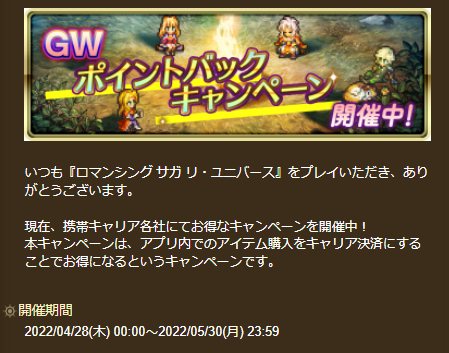 GW
ポイントバック
キャンペーン
開催中!
いつも『ロマンシング サガ リ・ユニバース』をプレイいただき、あり
がとうございます。
現在、携帯キャリア各社にてお得なキャンペーンを開催中!
本キャンペーンは、アプリ内でのアイテム購入をキャリア決済にする
ことでお得になるというキャンペーンです。
開催期間
2022/04/28(木) 00:00～2022/05/30(月) 23:59